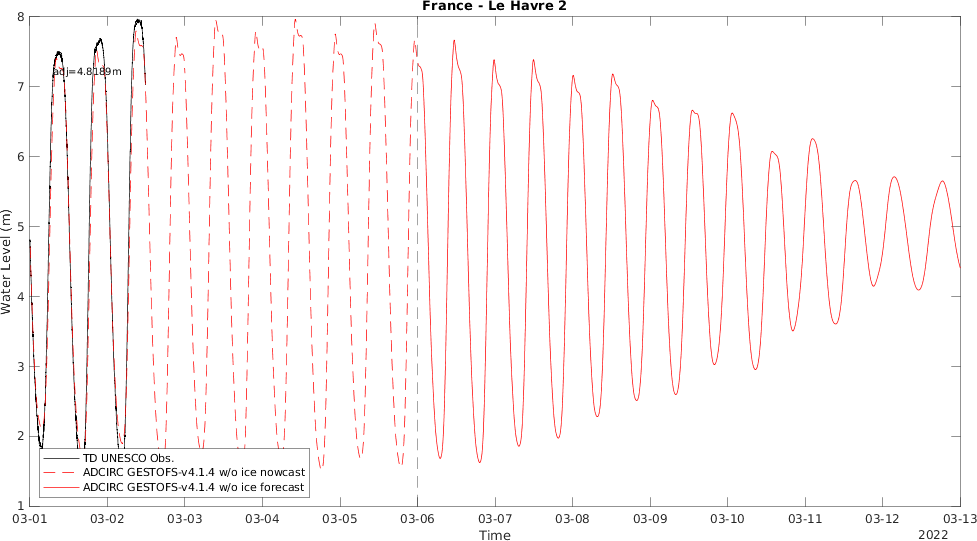 France - Le Havre 2
8
7
6
5
4
3
2
1
Water Level (m)
adj=4.8189m
TD UNESCO Obs.
ADCIRC GESTOFS-v4.1.4 w/o ice nowcast
ADCIRC GESTOFS-v4.1.4 w/o ice forecast
03-01 03-02 03-03 03-04 03-05 03-06 03-07 03-08 03-09 03-10 03-11 03-12 03-13
Time
2022